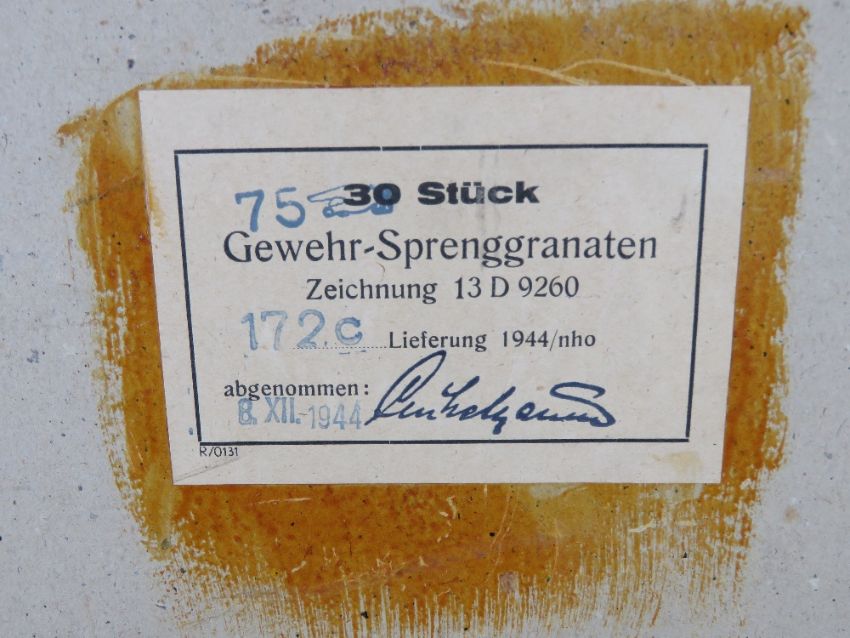 75 30 Stück
Gewehr-Sprenggranaten
Zeichnung 13 D 9260
172.c Lieferung 1944/nho
abgenommen:
8. XII. 1944
R/0131